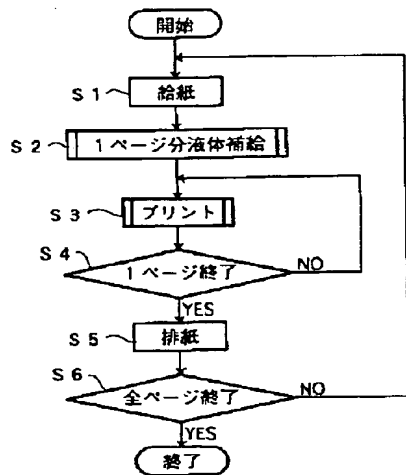 開始
S1 給紙
S2 1ページ分液体補給
S3 プリント
S4 1ページ終了 NO
YES
S5 排紙
S6 全ページ終了 NO
YES
終了